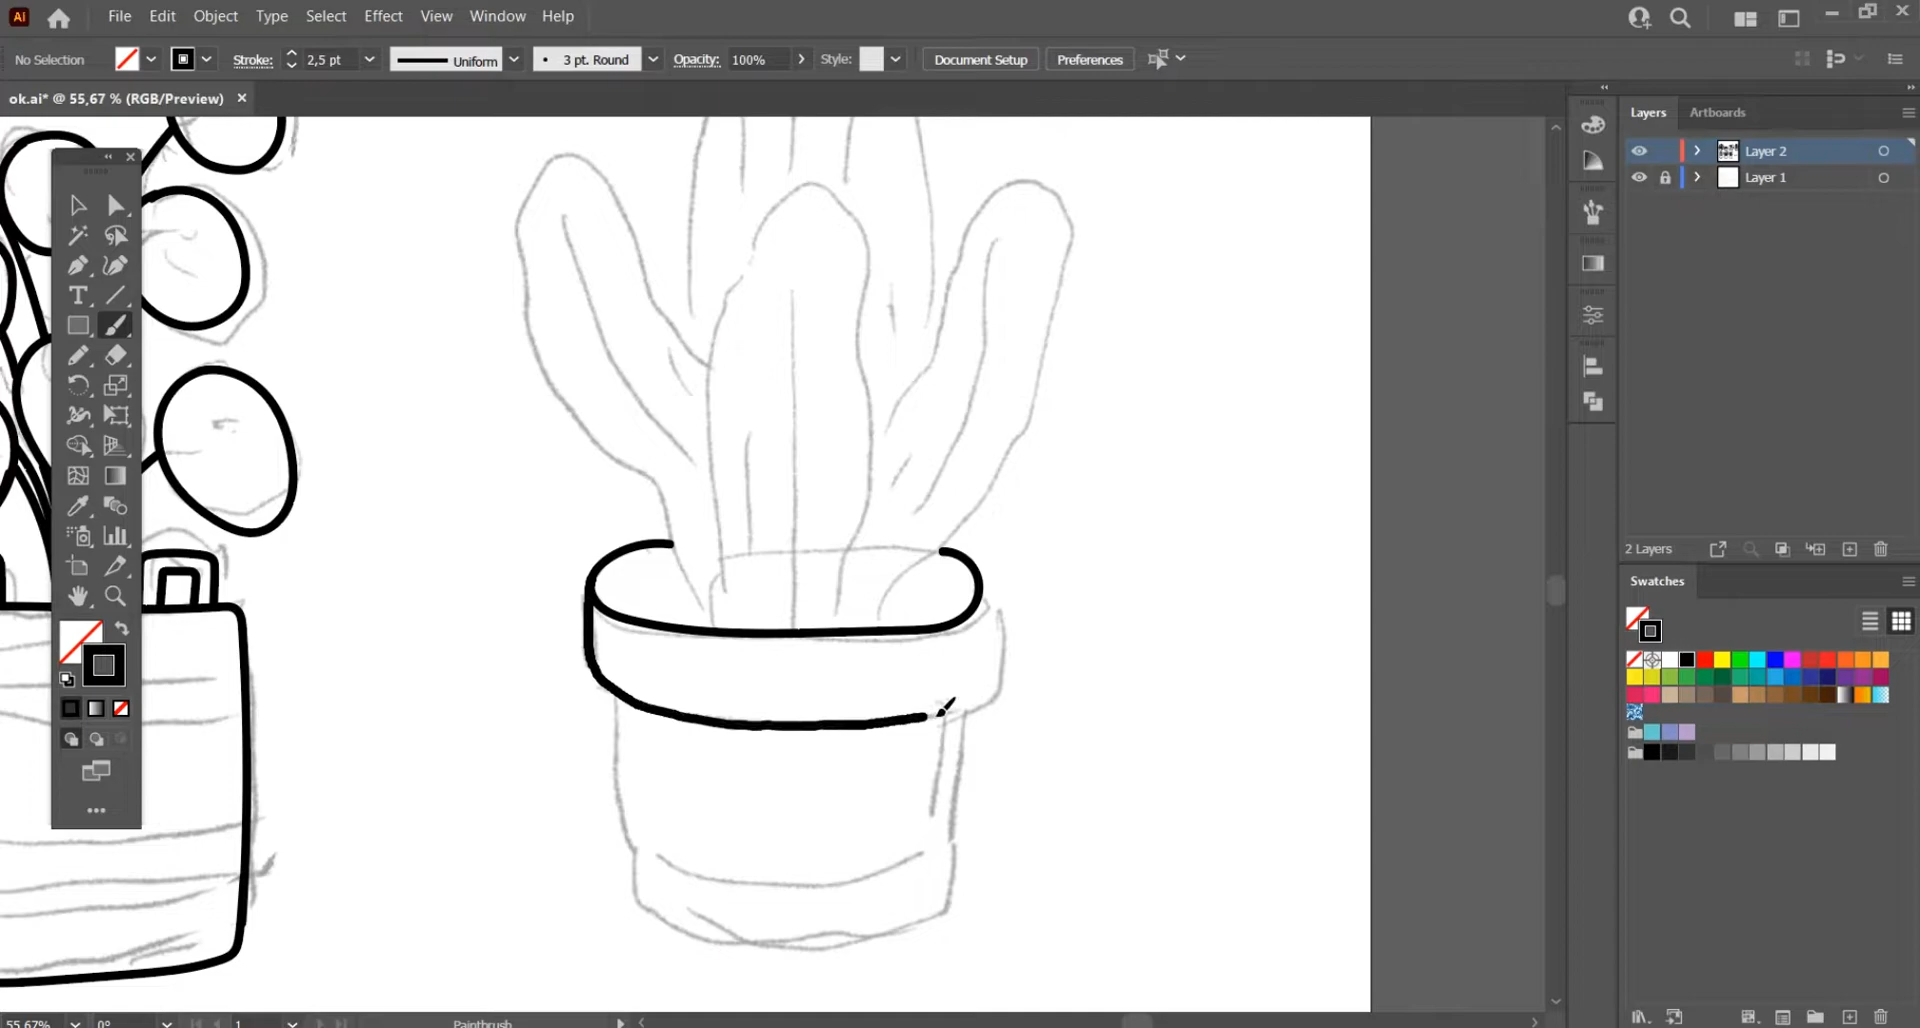 Ai File Edit Object Type Select Effect View Window Help
No Selection Stroke: 2,5 pt Uniform 3 pt. Round Opacity: 100% Style: Document Setup Preferences
ok.ai* @ 55,67 % (RGB/Preview)
Layers Artboards
Layer 2
Layer 1
2 Layers
Swatches
55,67% 0° 1 Paintbrush